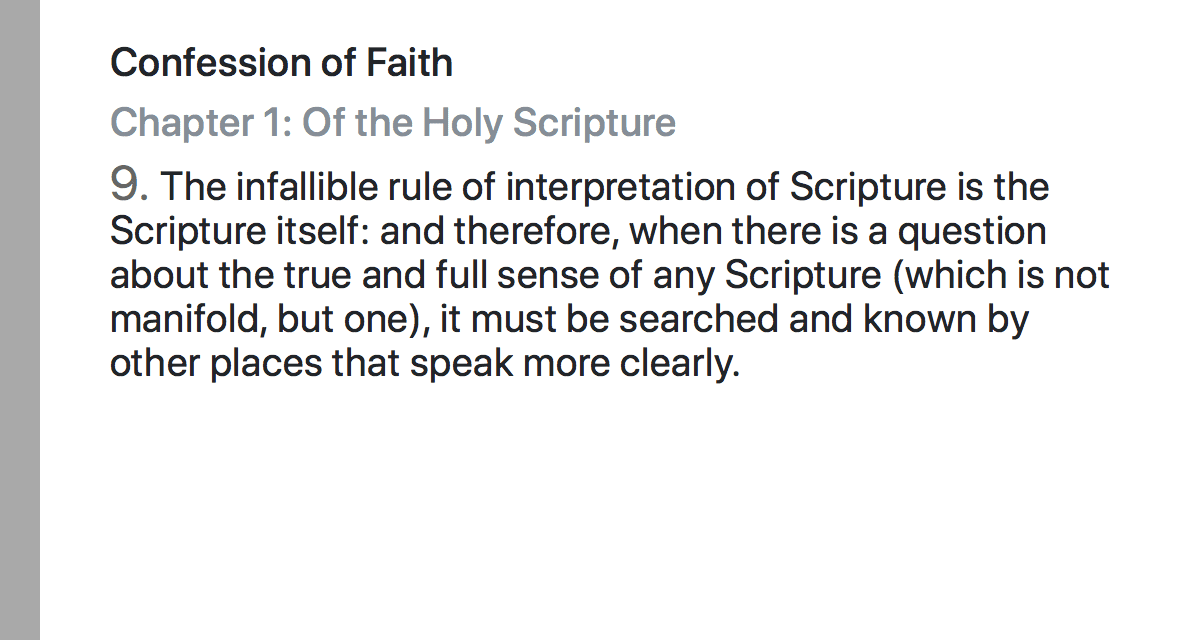 Confession of Faith
Chapter 1: Of the Holy Scripture
9. The infallible rule of interpretation of Scripture is the
Scripture itself: and therefore, when there is a question
about the true and full sense of any Scripture (which is not
manifold, but one), it must be searched and known by
other places that speak more clearly.